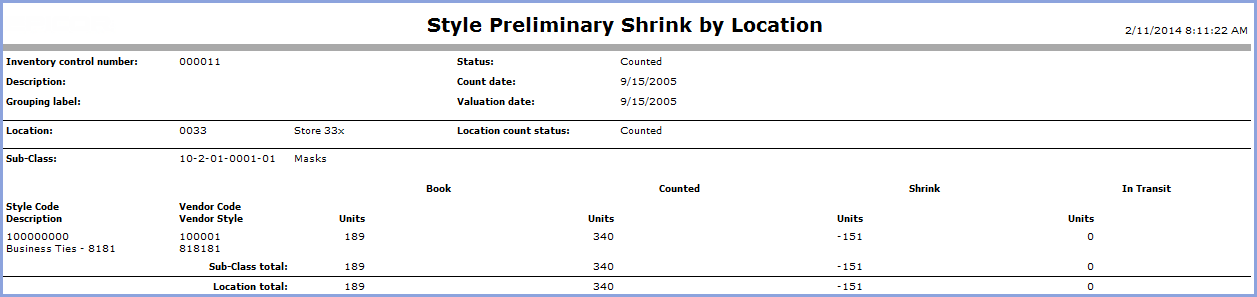 Style Preliminary Shrink by Location
2/11/2014 8:11:22 AM
Inventory control number: 000011 Status: Counted
Description: Count date: 9/15/2005
Grouping label: Valuation date: 9/15/2005
Location: 0033 Store 33x Location count status: Counted
Sub-Class: 10-2-01-0001-01 Masks
Book Counted Shrink In Transit
Style Code Vendor Code
Description Vendor Style Units Units Units Units
100000000 100001 189 340 -151 0
Business Ties - 8181 818181
Sub-Class total: 189 340 -151 0
Location total: 189 340 -151 0